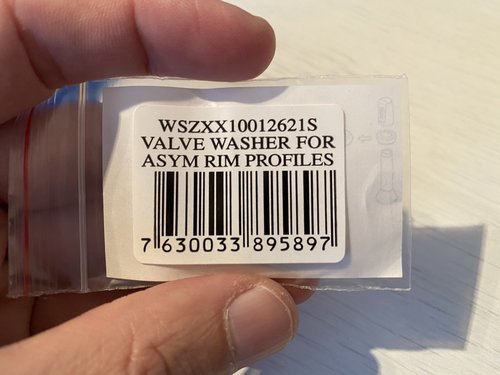 WSZXX10012621S
VALVE WASHER FOR
ASYM RIM PROFILES
7 630033 895897